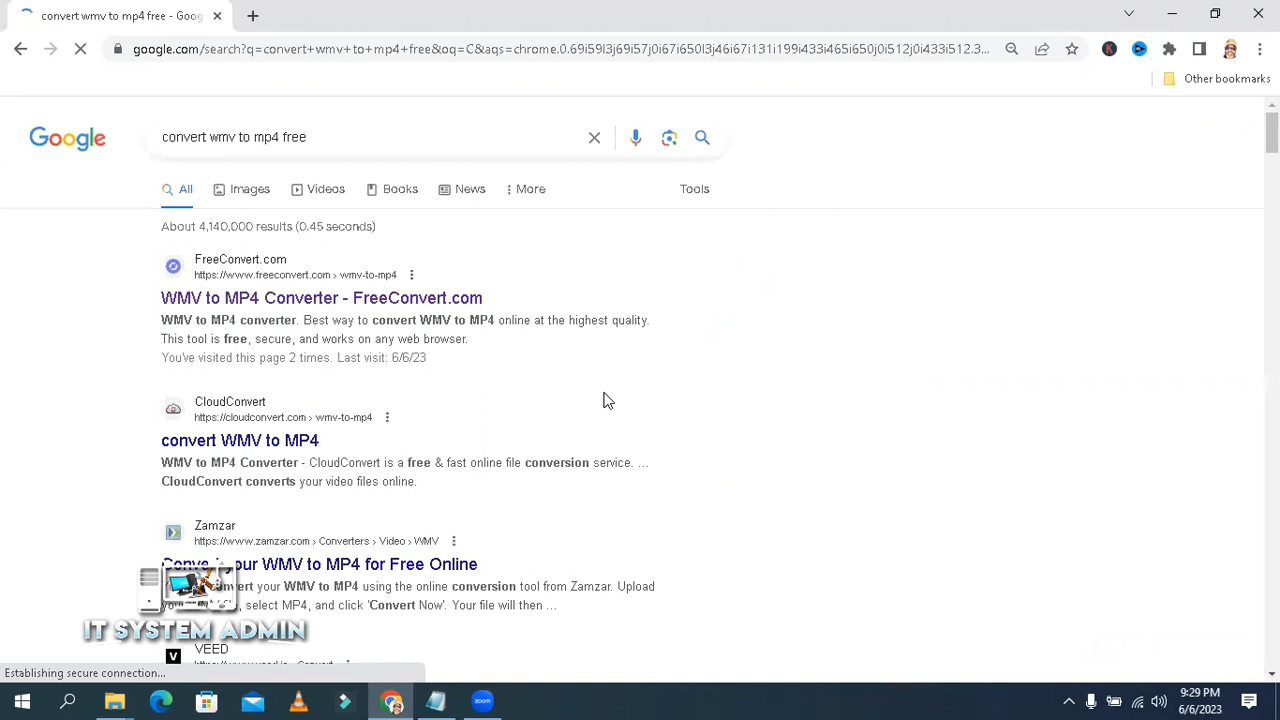 convert wmv to mp4 free - Goog
google.com/search?q=convert+wmv+to+mp4+free&oq=C&aqs=chrome.0.69i59l3j69i57j0i67i650l3j46i67i131i199i433i465i650j0i512j0i433i512.3...
Other bookmarks
Google
convert wmv to mp4 free
All
Images
Videos
Books
News
More
Tools
About 4,140,000 results (0.45 seconds)
FreeConvert.com
https://www.freeconvert.com › wmv-to-mp4
WMV to MP4 Converter - FreeConvert.com
WMV to MP4 converter. Best way to convert WMV to MP4 online at the highest quality.
This tool is free, secure, and works on any web browser.
You've visited this page 2 times. Last visit: 6/6/23
CloudConvert
https://cloudconvert.com › wmv-to-mp4
convert WMV to MP4
WMV to MP4 Converter - CloudConvert is a free & fast online file conversion service. ...
CloudConvert converts your video files online.
Zamzar
https://www.zamzar.com › Converters › Video › WMV
your WMV to MP4 for Free Online
your WMV to MP4 using the online conversion tool from Zamzar. Upload
file, select MP4, and click 'Convert Now'. Your file will then ...
IT SYSTEM ADMIN
V
VEED
Establishing secure connection...
zoom
9:29 PM
6/6/2023